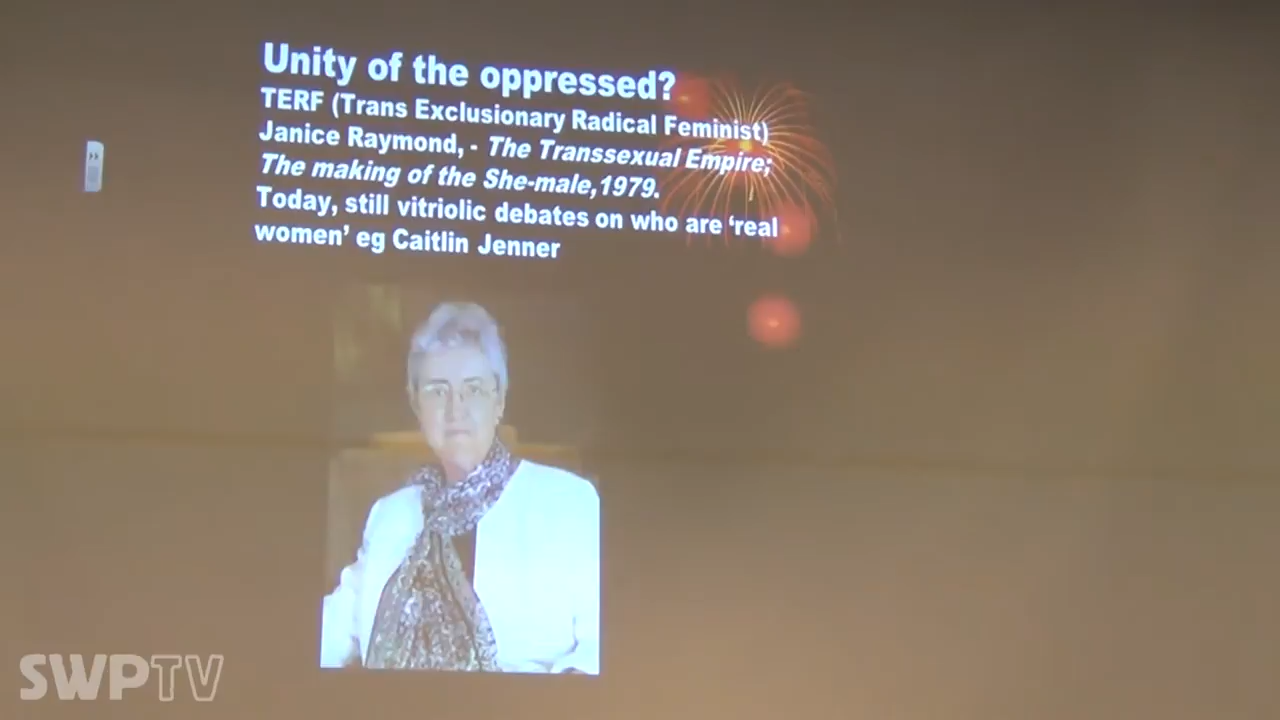 Unity of the oppressed?
TERF (Trans Exclusionary Radical Feminist)
Janice Raymond, - The Transsexual Empire;
The making of the She-male,1979.
Today, still vitriolic debates on who are ‘real
women’ eg Caitlin Jenner
SWPTV